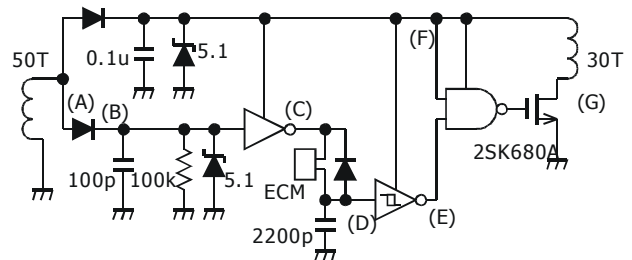 50T
0.1u
5.1
(F)
30T
(A)
(B)
(C)
(G)
100p
100k
5.1
ECM
2SK680A
2200p
(D)
(E)